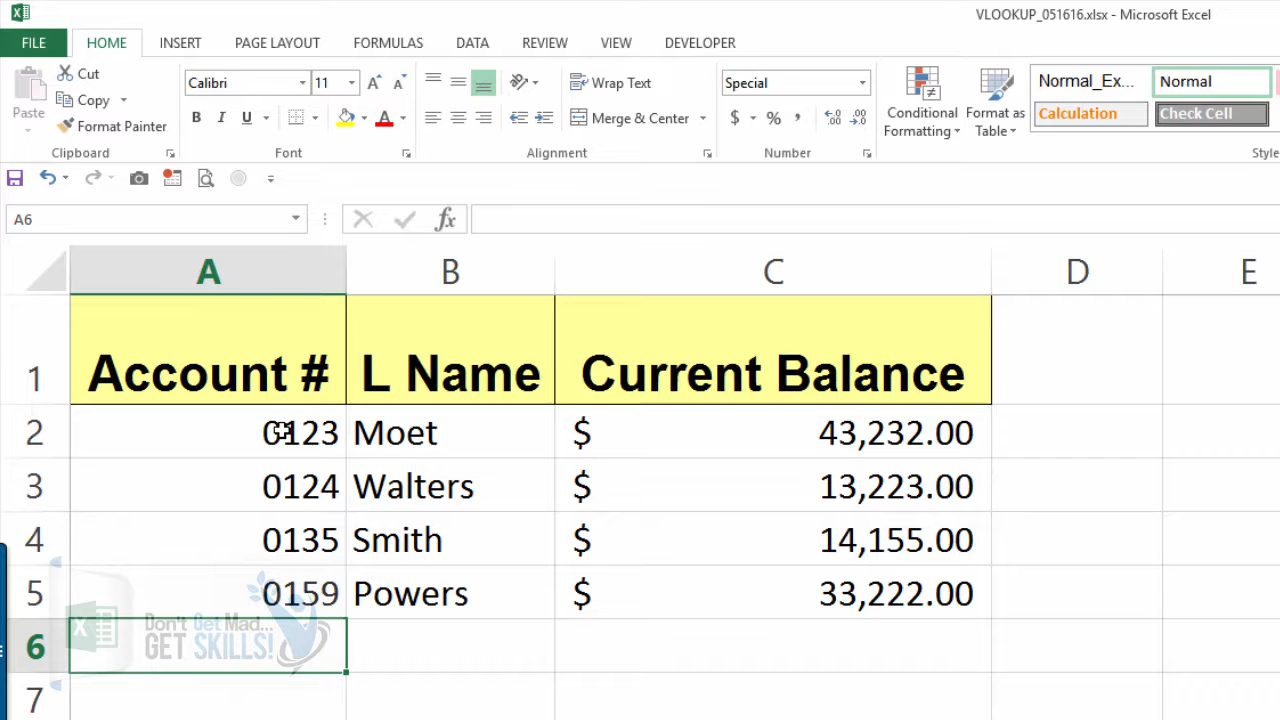 VLOOKUP_051616.xlsx - Microsoft Excel
FILE HOME INSERT PAGE LAYOUT FORMULAS DATA REVIEW VIEW DEVELOPER
Paste
Cut
Copy
Format Painter
Clipboard
Calibri 11
B I U
Font
Wrap Text
Merge & Center
Alignment
Special
$ % ,
Number
Conditional Formatting
Format as Table
Normal_Ex... Normal
Calculation Check Cell
Style
A6 fx
A B C D E
1 Account # L Name Current Balance
2 0123 Moet $ 43,232.00
3 0124 Walters $ 13,223.00
4 0135 Smith $ 14,155.00
5 0159 Powers $ 33,222.00
6
7
Don't Get Mad...
GET SKILLS!